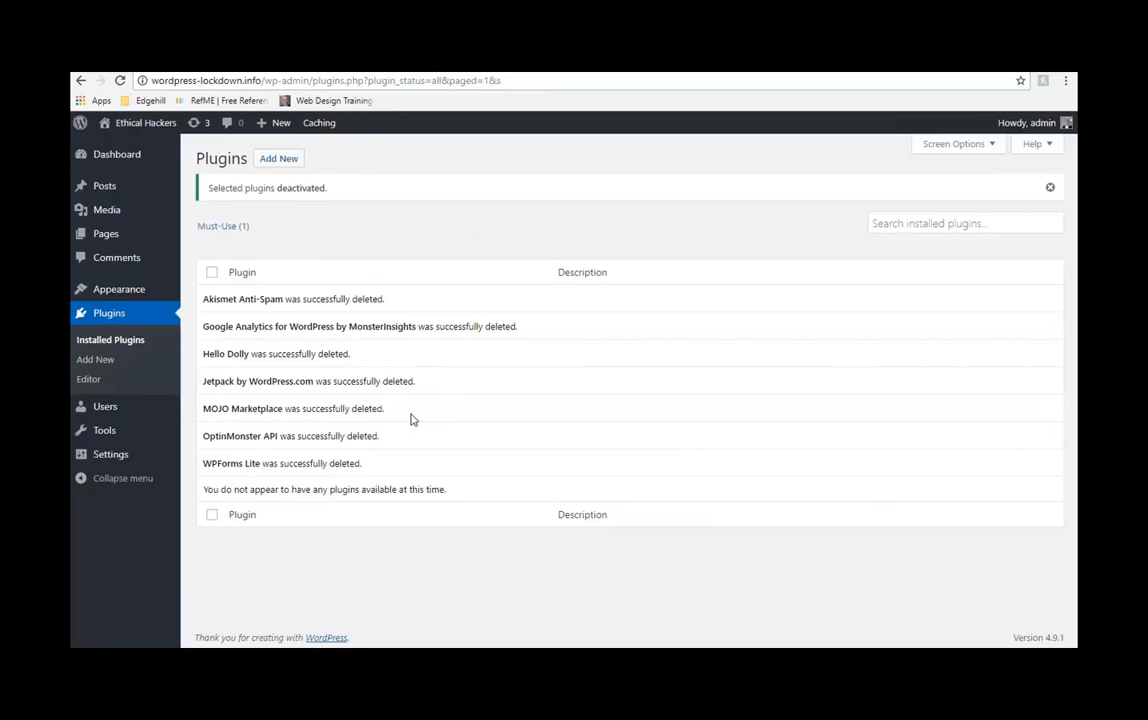 wordpress-lockdown.info/wp-admin/plugins.php?plugin_status=all&paged=1&s
Apps Edgehill RefME | Free Referen Web Design Training
Ethical Hackers 3 0 New Caching Howdy, admin
Screen Options Help
Dashboard
Posts
Media
Pages
Comments
Appearance
Plugins
Installed Plugins
Add New
Editor
Users
Tools
Settings
Collapse menu
Plugins Add New
Selected plugins deactivated.
Must-Use (1)
Search installed plugins...
Plugin Description
Akismet Anti-Spam was successfully deleted.
Google Analytics for WordPress by MonsterInsights was successfully deleted.
Hello Dolly was successfully deleted.
Jetpack by WordPress.com was successfully deleted.
MOJO Marketplace was successfully deleted.
OptinMonster API was successfully deleted.
WPForms Lite was successfully deleted.
You do not appear to have any plugins available at this time.
Plugin Description
Thank you for creating with WordPress.
Version 4.9.1